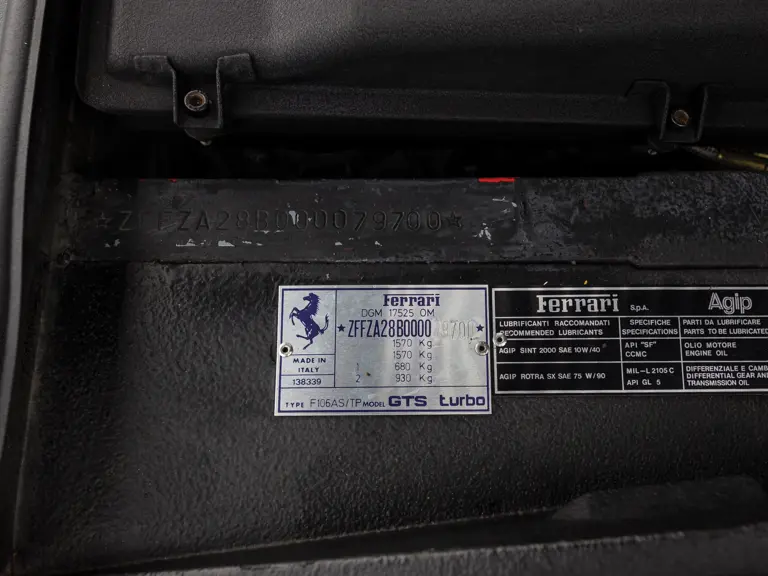 ★ZFFZA28B000079700★
Ferrari
DGM 17525 OM
★ZFFZA28B0000 79700★
1570 Kg
1570 Kg
1 680 Kg
2 930 Kg
MADE IN
ITALY
138339
TYPE F106AS/TP MODEL GTS turbo
Ferrari S.p.A. Agip
LUBRIFICANTI RACCOMANDATI SPECIFICHE PARTI DA LUBRIFICARE
RECOMMENDED LUBRICANTS SPECIFICATIONS PARTS TO BE LUBRICATED
AGIP SINT 2000 SAE 10W/40 API "SF" OLIO MOTORE
CCMC ENGINE OIL
AGIP ROTRA SX SAE 75 W/90 MIL-L 2105 C DIFFERENZIALE E CAMB
API GL 5 DIFFERENTIAL GEAR AND
TRANSMISSION OIL